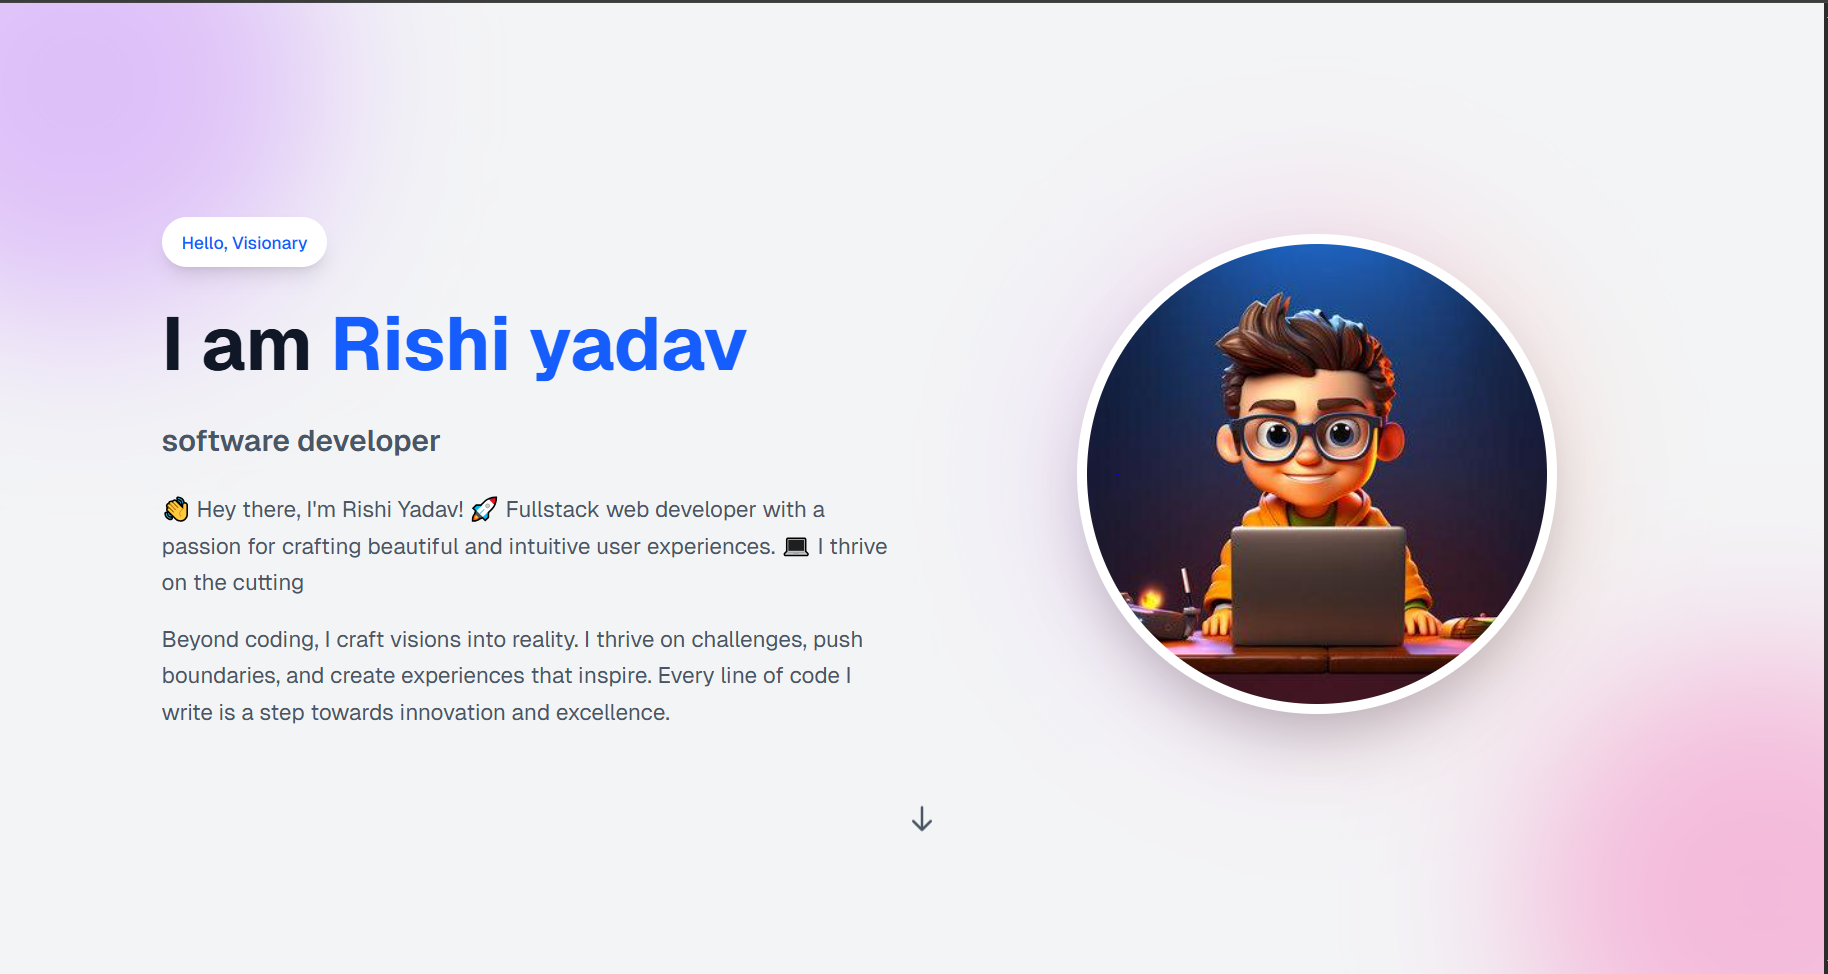 Hello, Visionary
I am Rishi yadav
software developer
👋 Hey there, I'm Rishi Yadav! 🚀 Fullstack web developer with a
passion for crafting beautiful and intuitive user experiences. 💻 I thrive
on the cutting
Beyond coding, I craft visions into reality. I thrive on challenges, push
boundaries, and create experiences that inspire. Every line of code I
write is a step towards innovation and excellence.